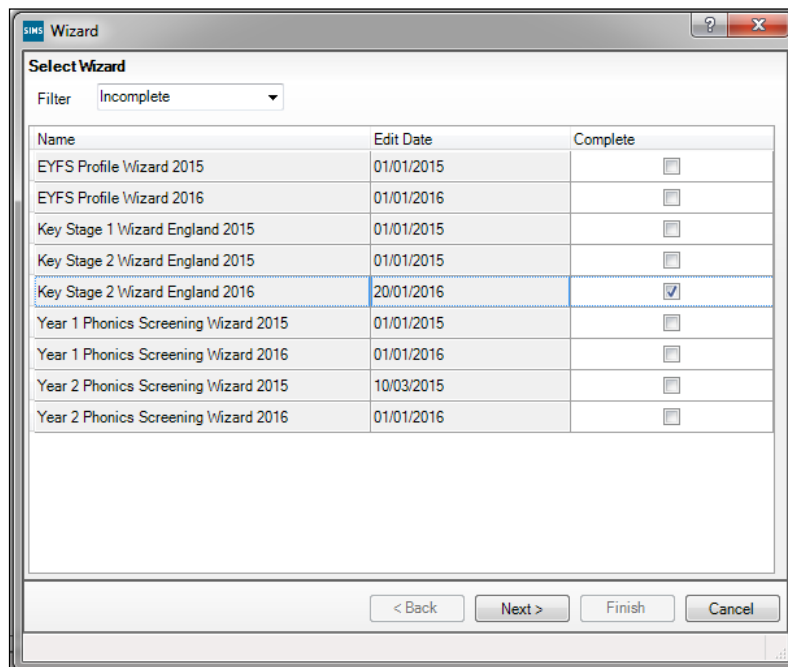 SIMS Wizard
Select Wizard
Filter Incomplete
Name Edit Date Complete
EYFS Profile Wizard 2015 01/01/2015
EYFS Profile Wizard 2016 01/01/2016
Key Stage 1 Wizard England 2015 01/01/2015
Key Stage 2 Wizard England 2015 01/01/2015
Key Stage 2 Wizard England 2016 20/01/2016
Year 1 Phonics Screening Wizard 2015 01/01/2015
Year 1 Phonics Screening Wizard 2016 01/01/2016
Year 2 Phonics Screening Wizard 2015 10/03/2015
Year 2 Phonics Screening Wizard 2016 01/01/2016
< Back Next > Finish Cancel